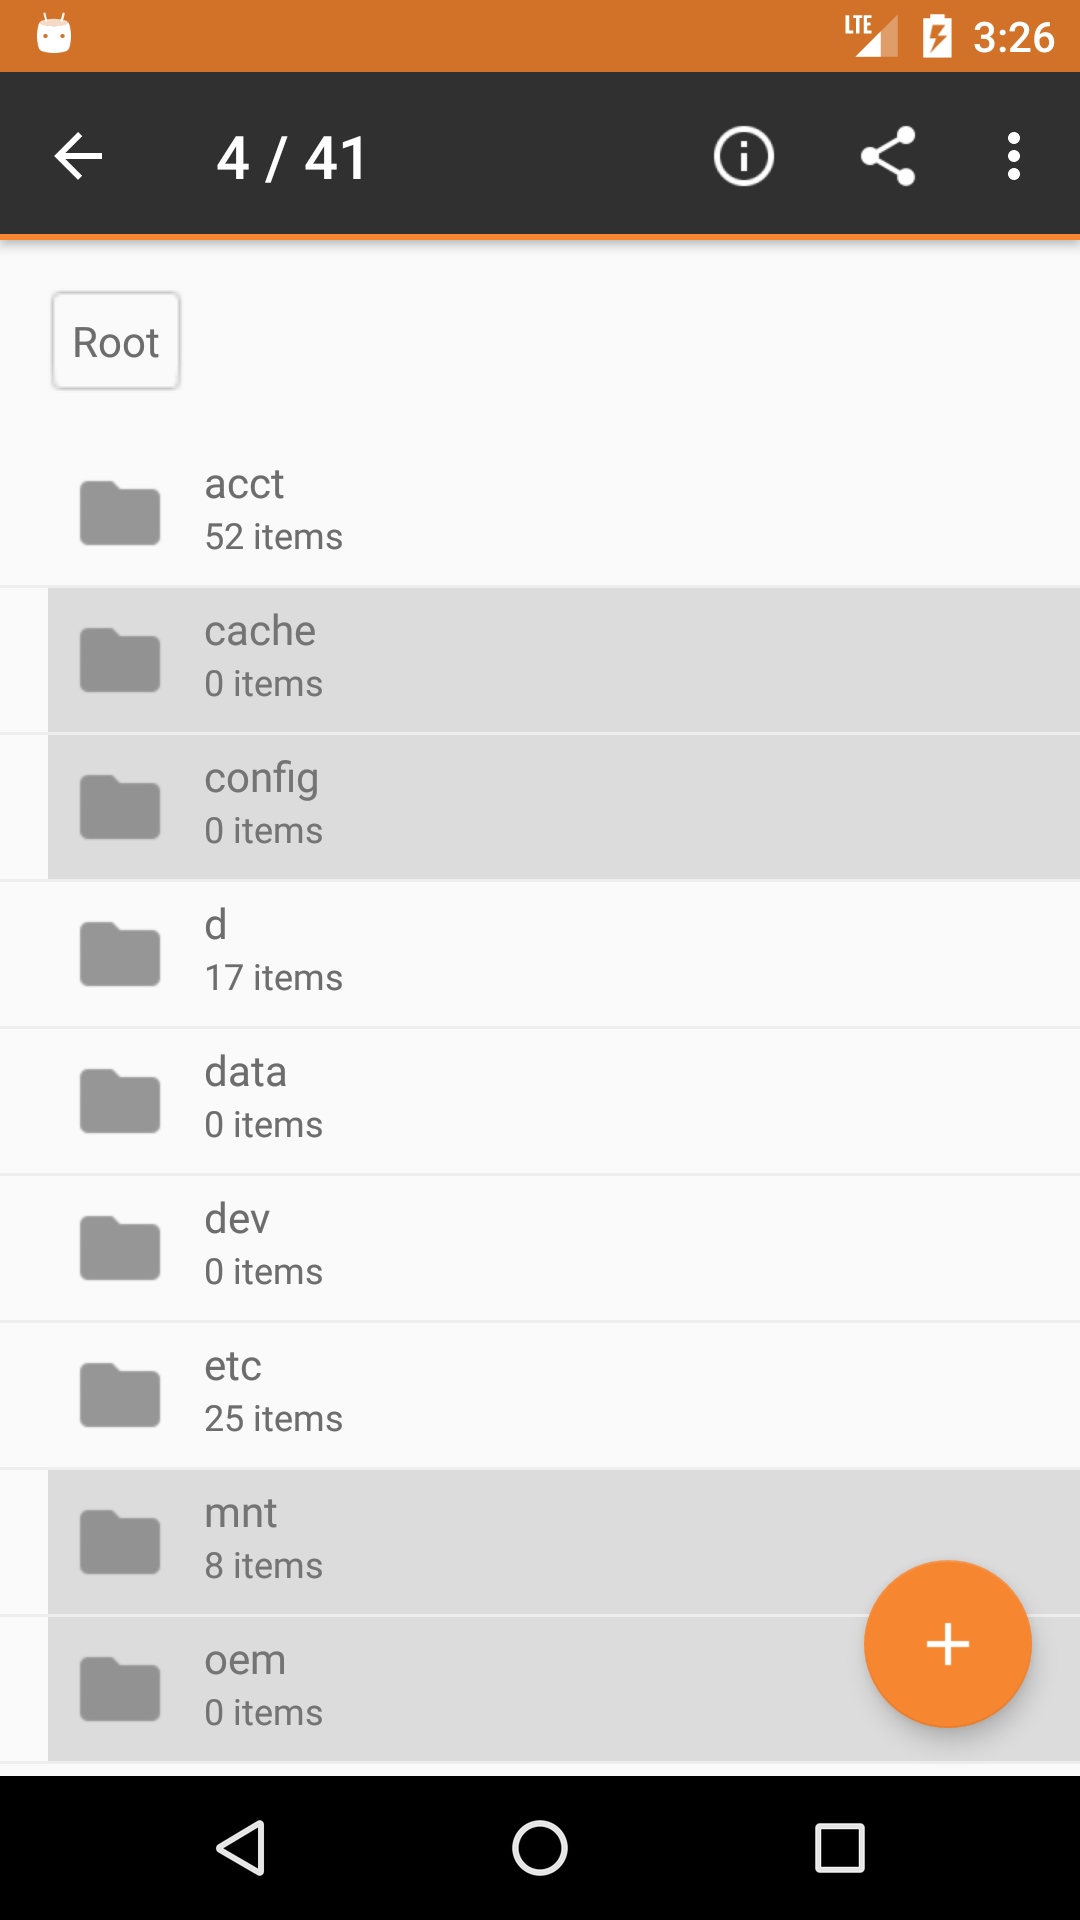 LTE 3:26
4 / 41
Root
acct
52 items
cache
0 items
config
0 items
d
17 items
data
0 items
dev
0 items
etc
25 items
mnt
8 items
oem
0 items